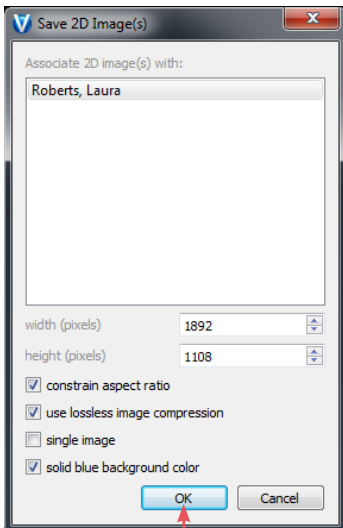 Save 2D Image(s)
Associate 2D image(s) with:
Roberts, Laura
width (pixels) 1892
height (pixels) 1108
constrain aspect ratio
use lossless image compression
single image
solid blue background color
OK Cancel